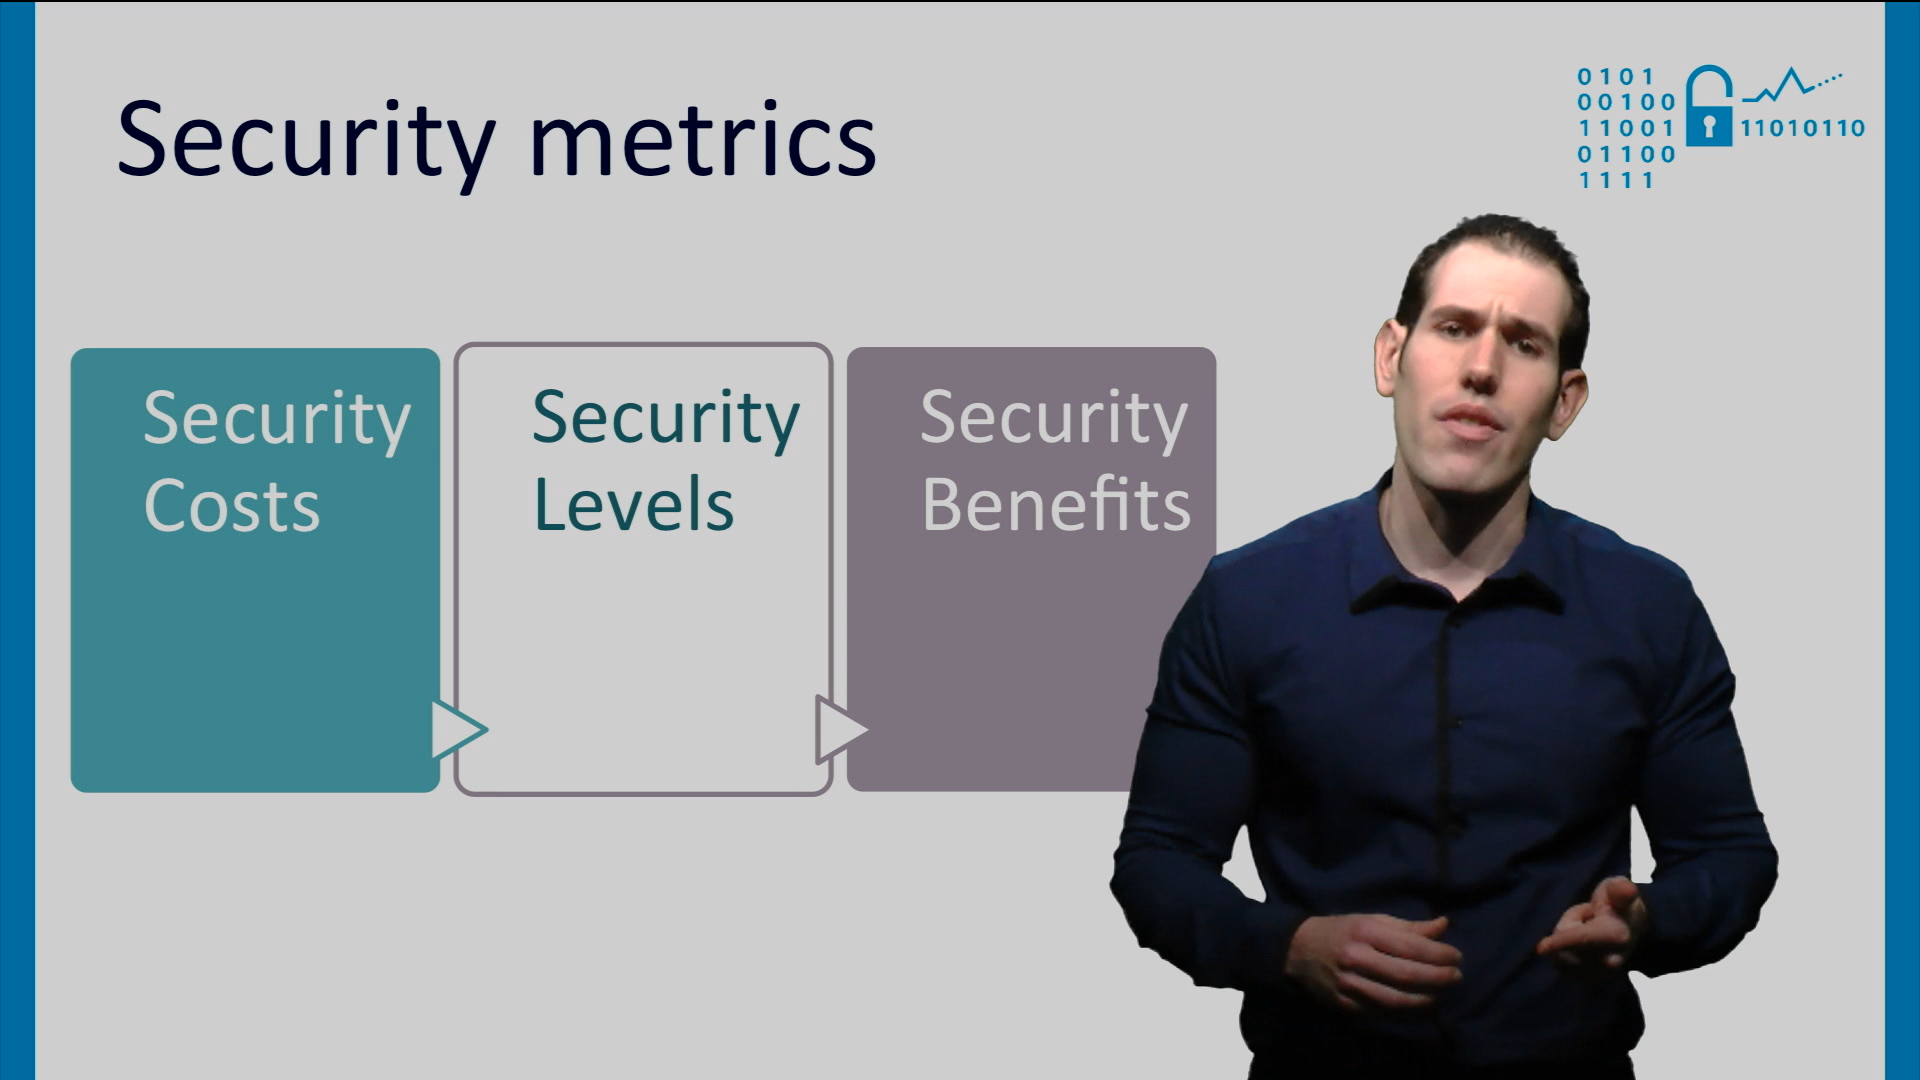 Security metrics
0101
00100
11001
01100
1111
11010110
Security
Costs
Security
Levels
Security
Benefits